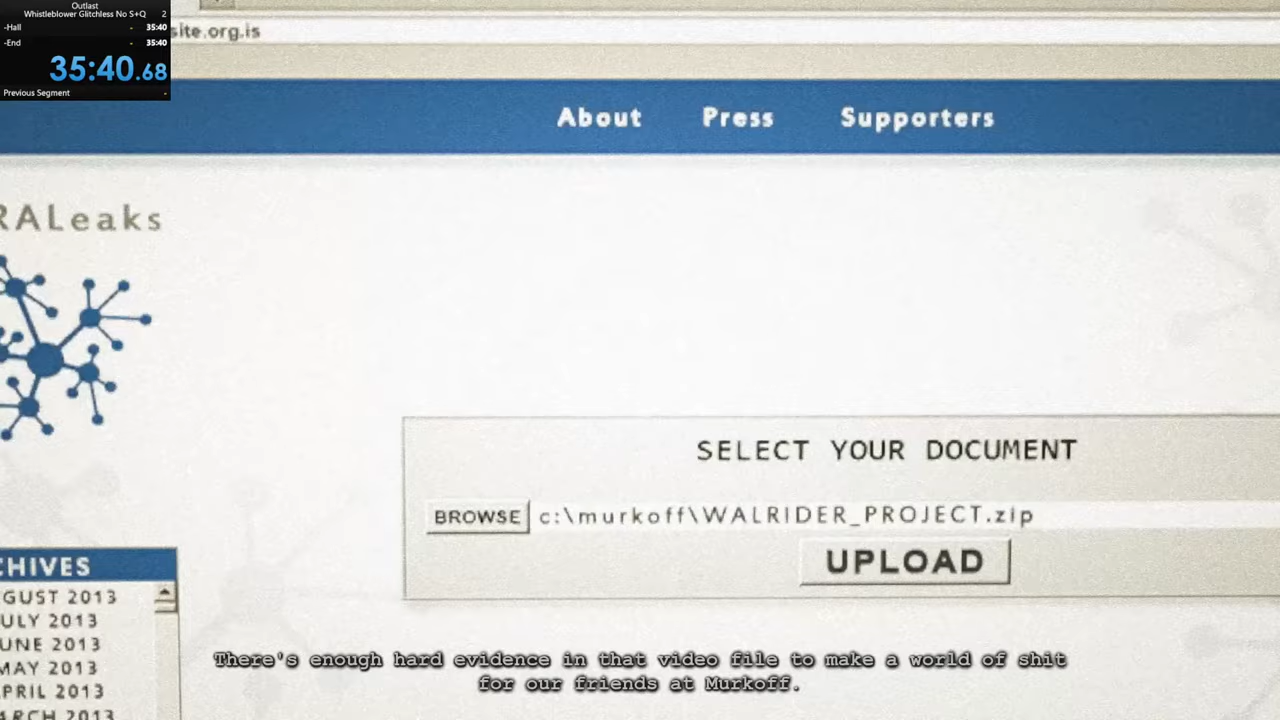 Outlast
Whistleblower Glitchless No S+Q 2
-Hall - 35:40
-End - 35:40
35:40.68
Previous Segment -
site.org.is
About Press Supporters
RALeaks
SELECT YOUR DOCUMENT
BROWSE c:\murkoff\WALRIDER_PROJECT.zip
UPLOAD
CHIVES
GUST 2013
ULY 2013
UNE 2013
MAY 2013
PRIL 2013
ARCH 2013
There's enough hard evidence in that video file to make a world of shit
for our friends at Murkoff.